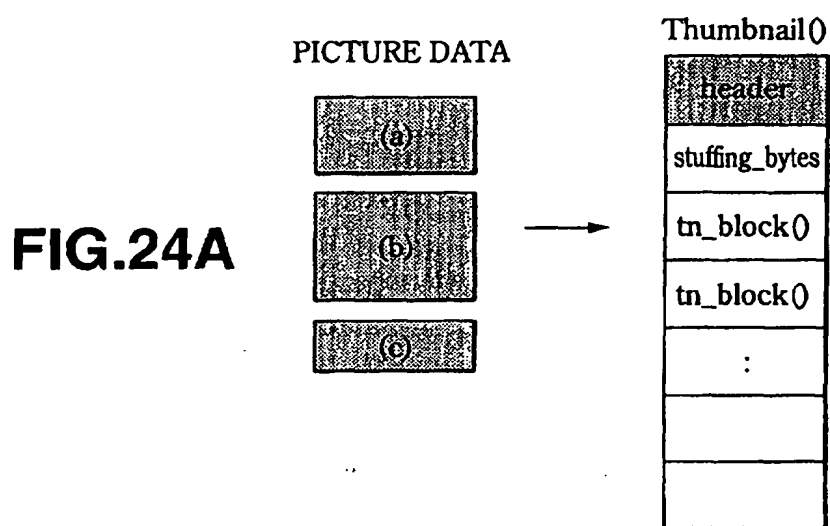 FIG.24A
PICTURE DATA
(a)
(b)
(c)
Thumbnail()
header
stuffing_bytes
tn_block()
tn_block()
: